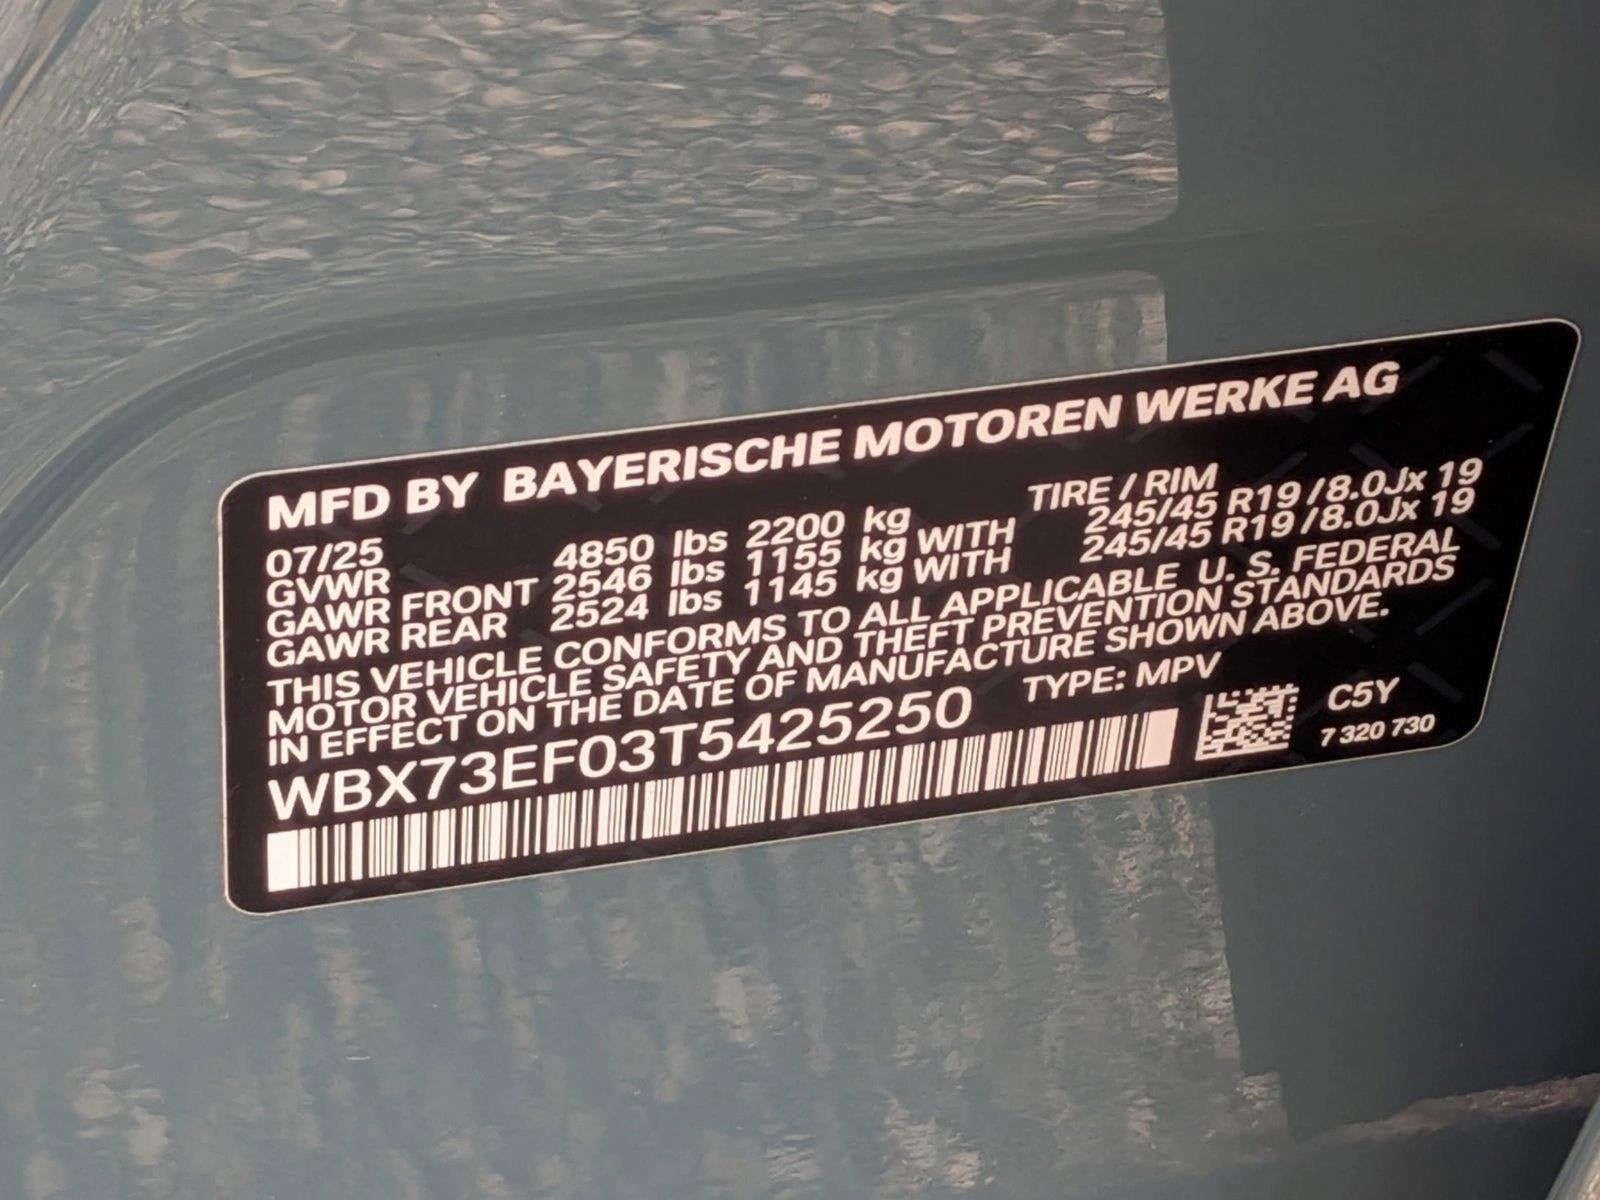 MFD BY BAYERISCHE MOTOREN WERKE AG
07/25 TIRE / RIM
GVWR 4850 lbs 2200 kg
GAWR FRONT 2546 lbs 1155 kg WITH 245/45 R19 / 8.0Jx 19
GAWR REAR 2524 lbs 1145 kg WITH 245/45 R19 / 8.0Jx 19
THIS VEHICLE CONFORMS TO ALL APPLICABLE U. S. FEDERAL
MOTOR VEHICLE SAFETY AND THEFT PREVENTION STANDARDS
IN EFFECT ON THE DATE OF MANUFACTURE SHOWN ABOVE.
WBX73EF03T5425250 TYPE: MPV
C5Y
7 320 730